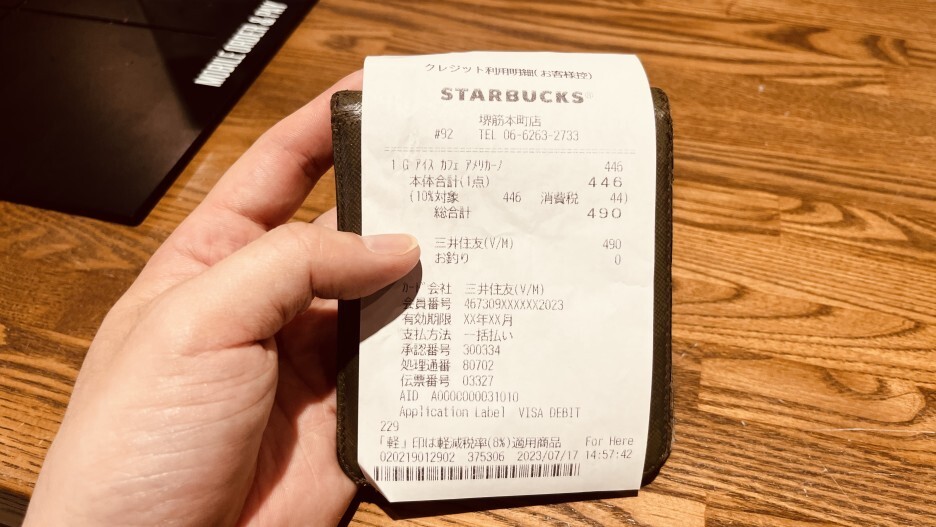 クレジット利用明細(お客様控)
STARBUCKS®
堺筋本町店
#92 TEL 06-6263-2733
1 G アイス カフェ アメリカーノ 446
本体合計(1点) 446
(10%対象 446 消費税 44)
総合計 490
三井住友(V/M) 490
お釣り 0
カード会社 三井住友(V/M)
会員番号 467309XXXXXX2023
有効期限 XX年XX月
支払方法 一括払い
承認番号 300334
処理通番 80702
伝票番号 03327
AID A0000000031010
Application Label VISA DEBIT
229
「軽」印は軽減税率(8%)適用商品 For Here
020219012902 375306 2023/07/17 14:57:42